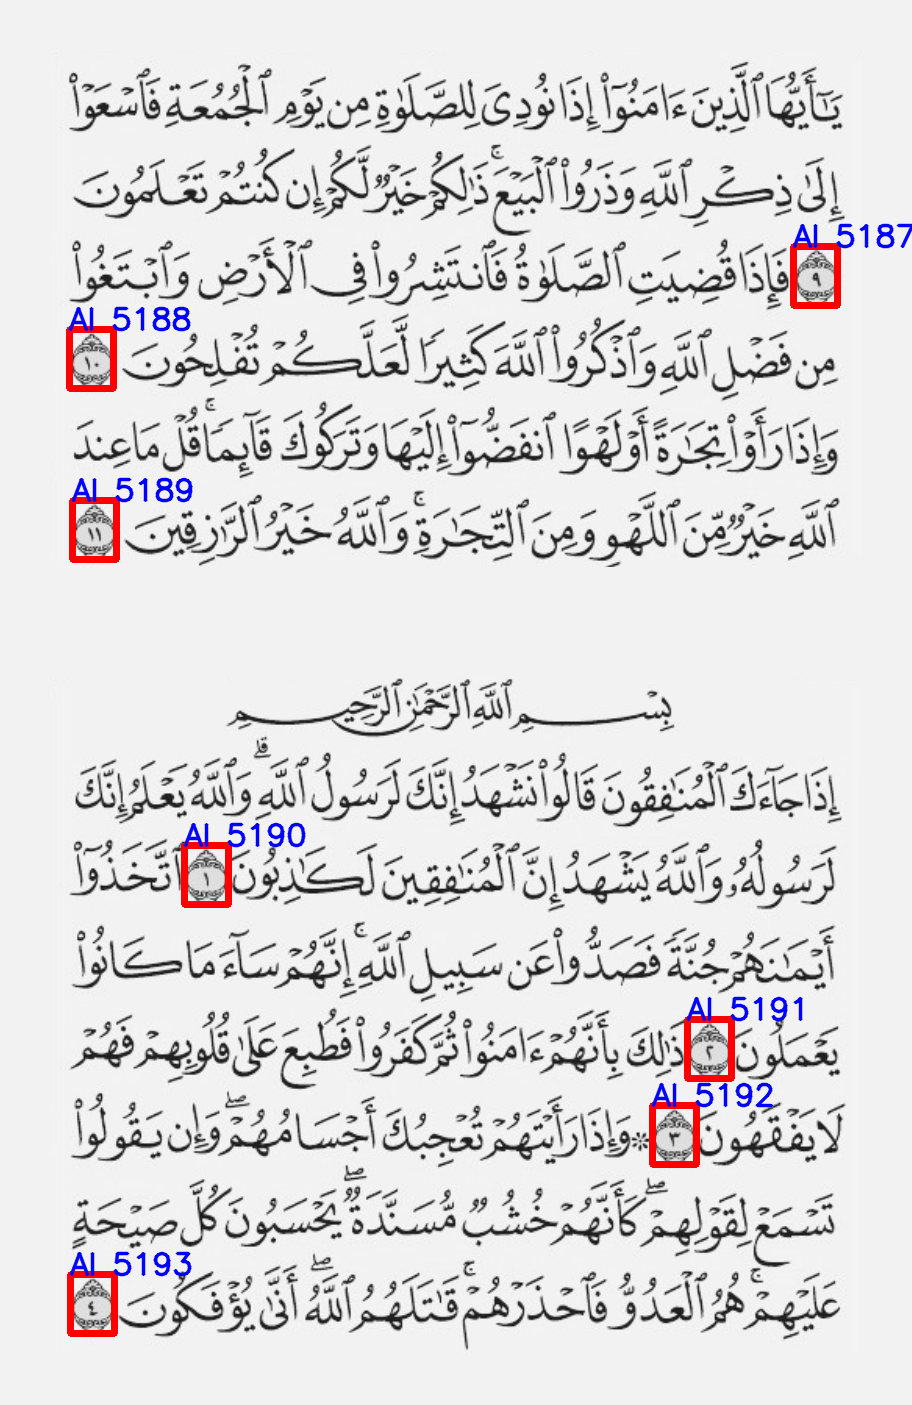 يَٰٓأَيُّهَا ٱلَّذِينَ ءَامَنُوٓا۟ إِذَا نُودِىَ لِلصَّلَوٰةِ مِن يَوْمِ ٱلْجُمُعَةِ فَٱسْعَوْا۟
إِلَىٰ ذِكْرِ ٱللَّهِ وَذَرُوا۟ ٱلْبَيْعَ ۚ ذَٰلِكُمْ خَيْرٌ لَّكُمْ إِن كُنتُمْ تَعْلَمُونَ
AI 5187
٩ فَإِذَا قُضِيَتِ ٱلصَّلَوٰةُ فَٱنتَشِرُوا۟ فِى ٱلْأَرْضِ وَٱبْتَغُوا۟
AI 5188
مِن فَضْلِ ٱللَّهِ وَٱذْكُرُوا۟ ٱللَّهَ كَثِيرًا لَّعَلَّكُمْ تُفْلِحُونَ ١٠
وَإِذَا رَأَوْا۟ تِجَٰرَةً أَوْ لَهْوًا ٱنفَضُّوٓا۟ إِلَيْهَا وَتَرَكُوكَ قَآئِمًا ۚ قُلْ مَا عِندَ
AI 5189
ٱللَّهِ خَيْرٌ مِّنَ ٱللَّهْوِ وَمِنَ ٱلتِّجَٰرَةِ ۚ وَٱللَّهُ خَيْرُ ٱلرَّٰزِقِينَ ١١
بِسْمِ ٱللَّهِ ٱلرَّحْمَٰنِ ٱلرَّحِيمِ
إِذَا جَآءَكَ ٱلْمُنَٰفِقُونَ قَالُوا۟ نَشْهَدُ إِنَّكَ لَرَسُولُ ٱللَّهِ ۗ وَٱللَّهُ يَعْلَمُ إِنَّكَ
AI 5190
لَرَسُولُهُۥ وَٱللَّهُ يَشْهَدُ إِنَّ ٱلْمُنَٰفِقِينَ لَكَٰذِبُونَ ١ ٱتَّخَذُوٓا۟
أَيْمَٰنَهُمْ جُنَّةً فَصَدُّوا۟ عَن سَبِيلِ ٱللَّهِ ۚ إِنَّهُمْ سَآءَ مَا كَانُوا۟
AI 5191
يَعْمَلُونَ ٢ ذَٰلِكَ بِأَنَّهُمْ ءَامَنُوا۟ ثُمَّ كَفَرُوا۟ فَطُبِعَ عَلَىٰ قُلُوبِهِمْ فَهُمْ
AI 5192
لَا يَفْقَهُونَ ٣ ۞ وَإِذَا رَأَيْتَهُمْ تُعْجِبُكَ أَجْسَامُهُمْ ۖ وَإِن يَقُولُوا۟
تَسْمَعْ لِقَوْلِهِمْ ۖ كَأَنَّهُمْ خُشُبٌ مُّسَنَّدَةٌ ۖ يَحْسَبُونَ كُلَّ صَيْحَةٍ
AI 5193
عَلَيْهِمْ ۚ هُمُ ٱلْعَدُوُّ فَٱحْذَرْهُمْ ۚ قَٰتَلَهُمُ ٱللَّهُ ۖ أَنَّىٰ يُؤْفَكُونَ ٤